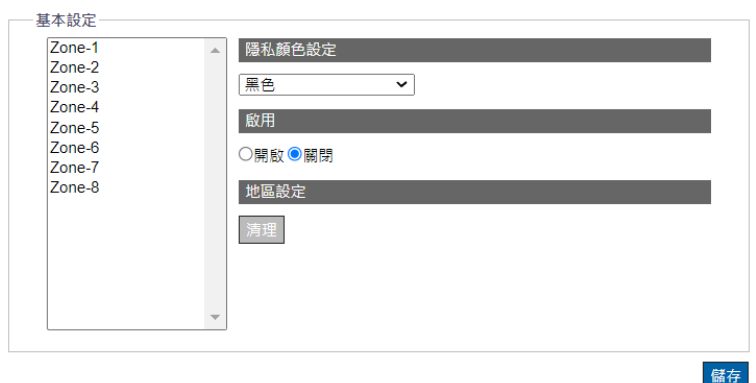 基本設定
Zone-1
Zone-2
Zone-3
Zone-4
Zone-5
Zone-6
Zone-7
Zone-8
隱私顏色設定
黑色
啟用
開啟 關閉
地區設定
清理
儲存